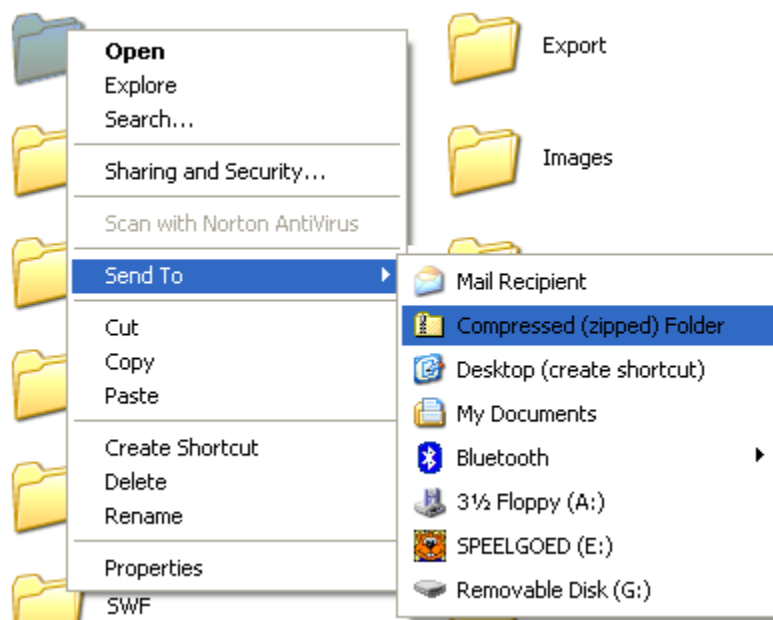 Open
Explore
Search...
Sharing and Security...
Scan with Norton AntiVirus
Send To
Cut
Copy
Paste
Create Shortcut
Delete
Rename
Properties
SWF
Export
Images
Mail Recipient
Compressed (zipped) Folder
Desktop (create shortcut)
My Documents
Bluetooth
3½ Floppy (A:)
SPEELGOED (E:)
Removable Disk (G:)